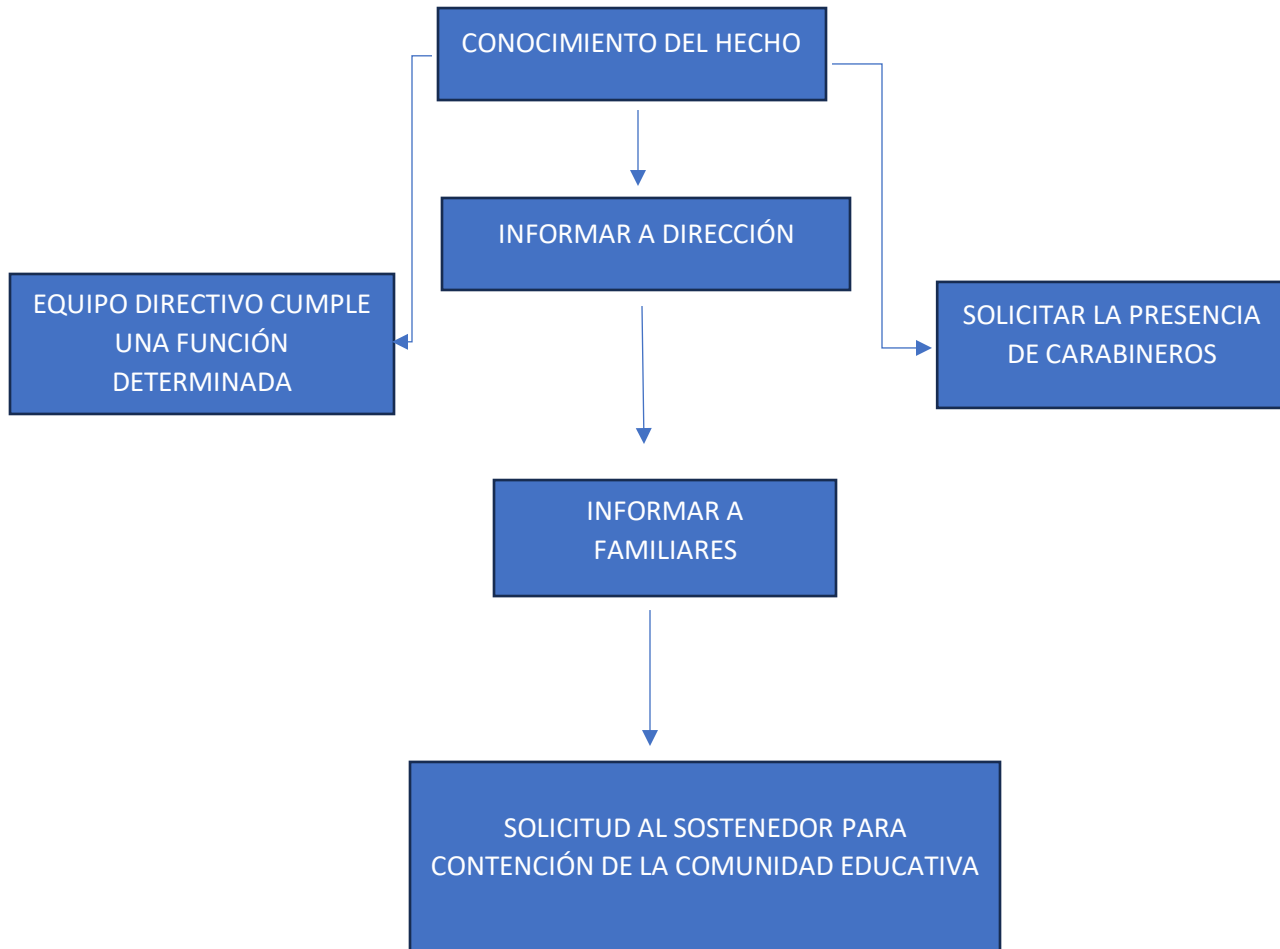 CONOCIMIENTO DEL HECHO
INFORMAR A DIRECCIÓN
EQUIPO DIRECTIVO CUMPLE
UNA FUNCIÓN
DETERMINADA
SOLICITAR LA PRESENCIA
DE CARABINEROS
INFORMAR A
FAMILIARES
SOLICITUD AL SOSTENEDOR PARA
CONTENCIÓN DE LA COMUNIDAD EDUCATIVA